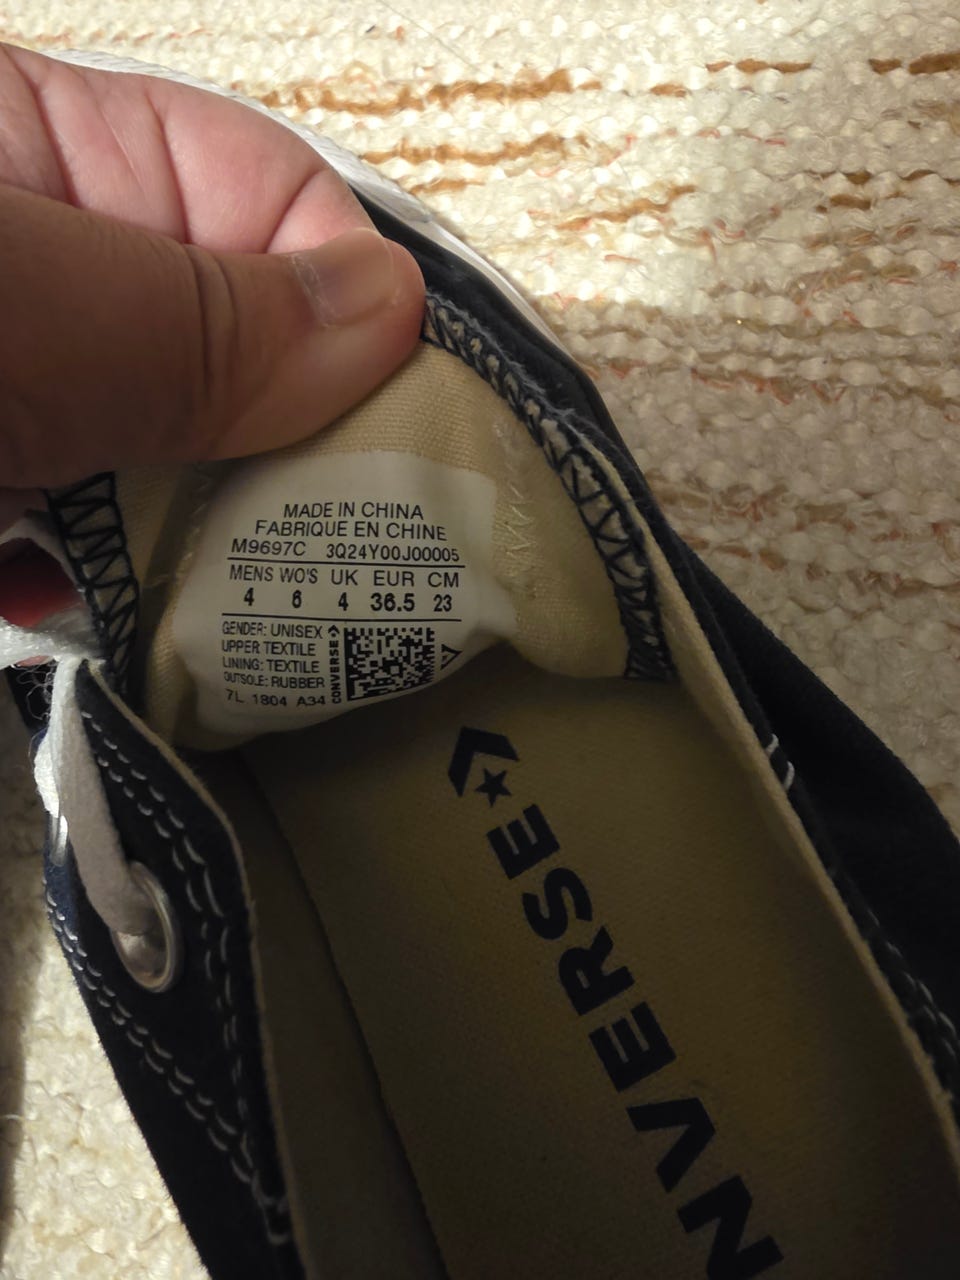 MADE IN CHINA
FABRIQUE EN CHINE
M9697C 3Q24Y00J00005
MENS WO'S UK EUR CM
4 6 4 36.5 23
GENDER: UNISEX
UPPER TEXTILE
LINING: TEXTILE
OUTSOLE: RUBBER
7L 1804 A34
CONVERSE
NVERSE